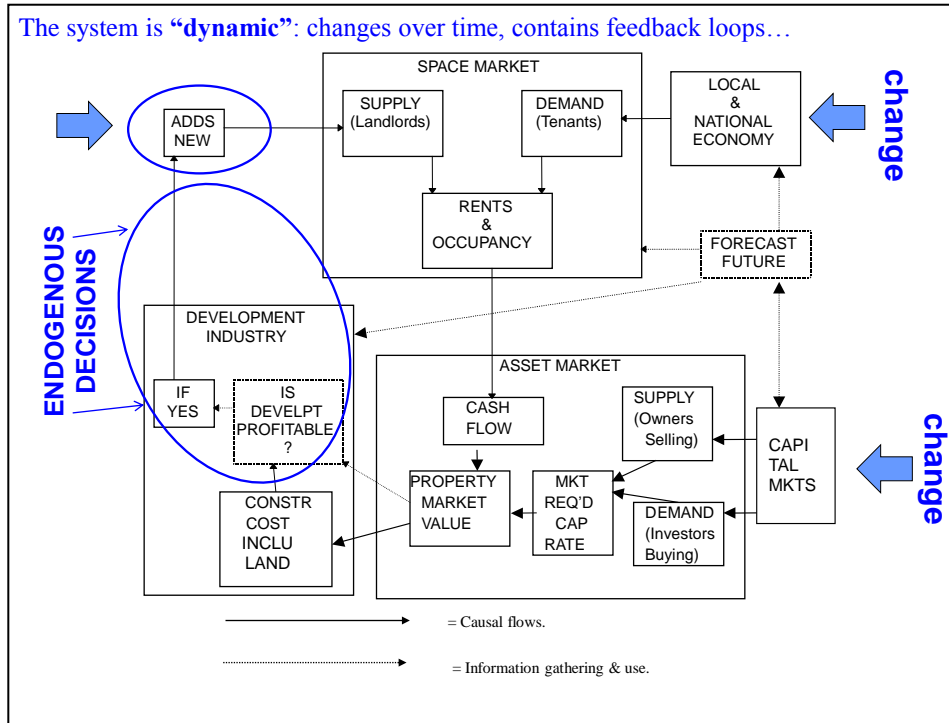 The system is “dynamic”: changes over time, contains feedback loops…
SPACE MARKET
SUPPLY
(Landlords)
DEMAND
(Tenants)
LOCAL
&
NATIONAL
ECONOMY
change
ADDS
NEW
RENTS
&
OCCUPANCY
FORECAST
FUTURE
ENDOGENOUS
DECISIONS
DEVELOPMENT
INDUSTRY
IF
YES
IS
DEVELPT
PROFITABLE
?
CONSTR
COST
INCLU
LAND
ASSET MARKET
CASH
FLOW
SUPPLY
(Owners
Selling)
PROPERTY
MARKET
VALUE
MKT
REQ’D
CAP
RATE
DEMAND
(Investors
Buying)
CAPI
TAL
MKTS
change
= Causal flows.
= Information gathering & use.